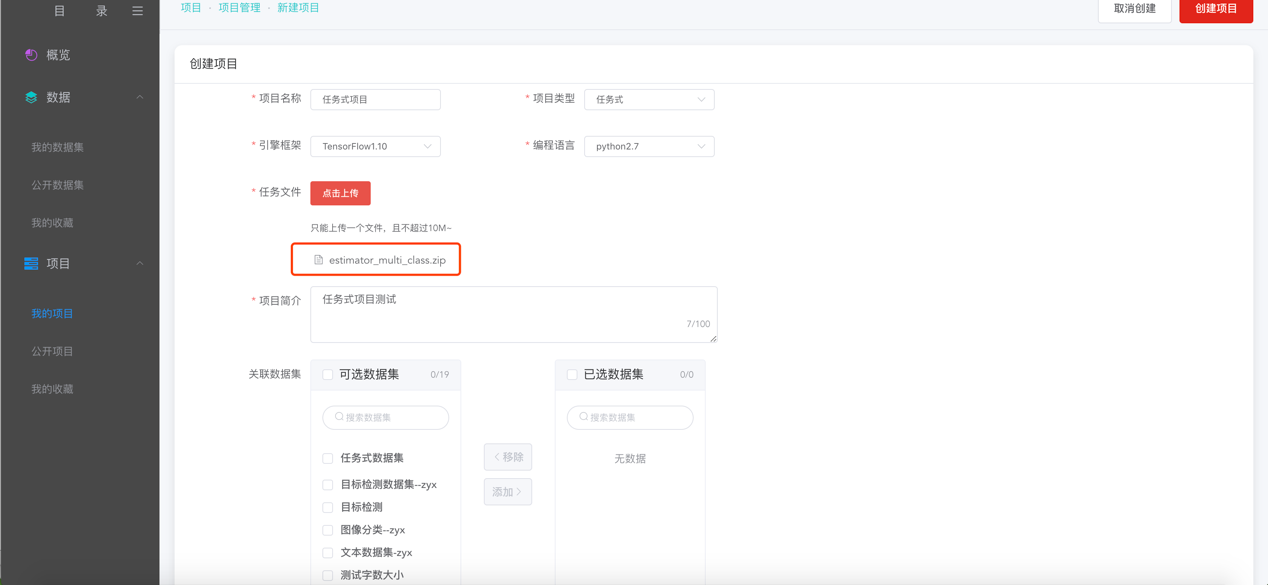 目 录
概览
数据
我的数据集
公开数据集
我的收藏
项目
我的项目
公开项目
我的收藏
项目 · 项目管理 · 新建项目
取消创建 创建项目
创建项目
* 项目名称 任务式项目 * 项目类型 任务式
* 引擎框架 TensorFlow1.10 * 编程语言 python2.7
* 任务文件 点击上传
只能上传一个文件，且不超过10M~
estimator_multi_class.zip
* 项目简介 任务式项目测试
7/100
关联数据集 可选数据集 0/19 已选数据集 0/0
搜索数据集 搜索数据集
任务式数据集
目标检测数据集--zyx
目标检测
图像分类--zyx
文本数据集-zyx
测试字数大小
< 移除
添加 >
无数据